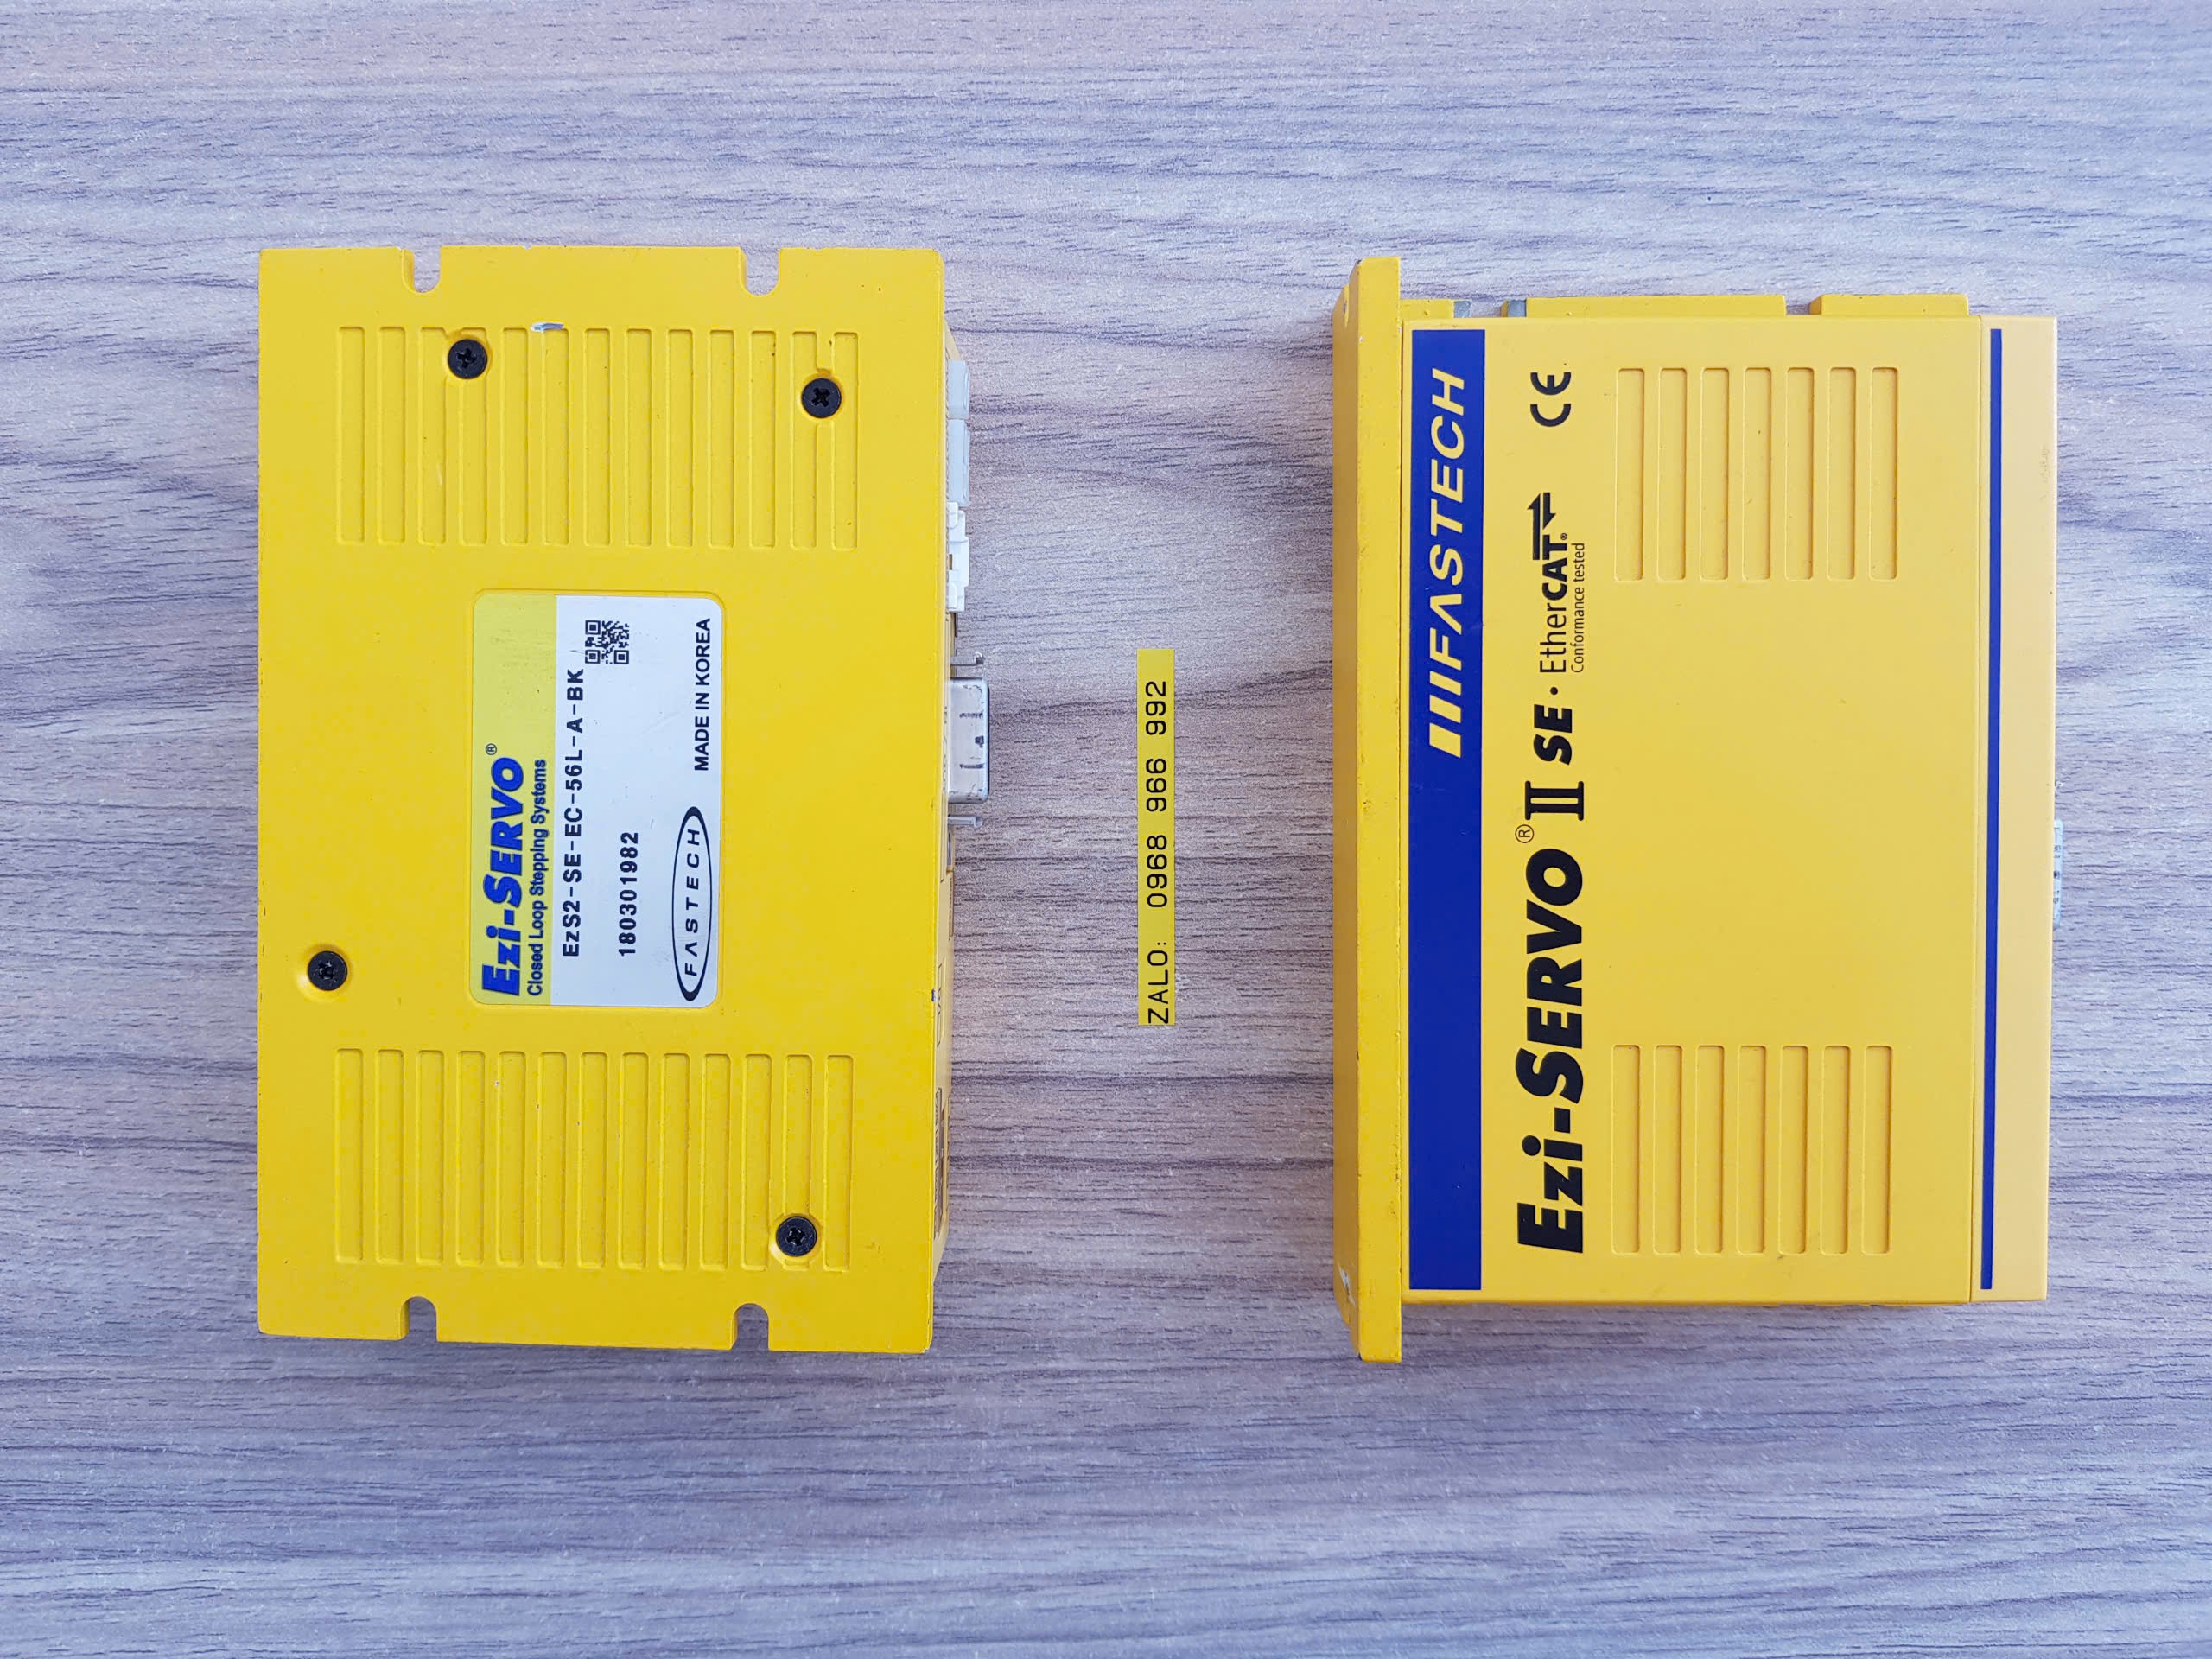 Ezi-SERVO®
Closed Loop Stepping Systems
EzS2-SE-EC-56L-A-BK
180301982
FASTECH
MADE IN KOREA
ZALO: 0968 966 992
FASTECH
Ezi-SERVO® II SE · EtherCAT®
Conformance tested
CE